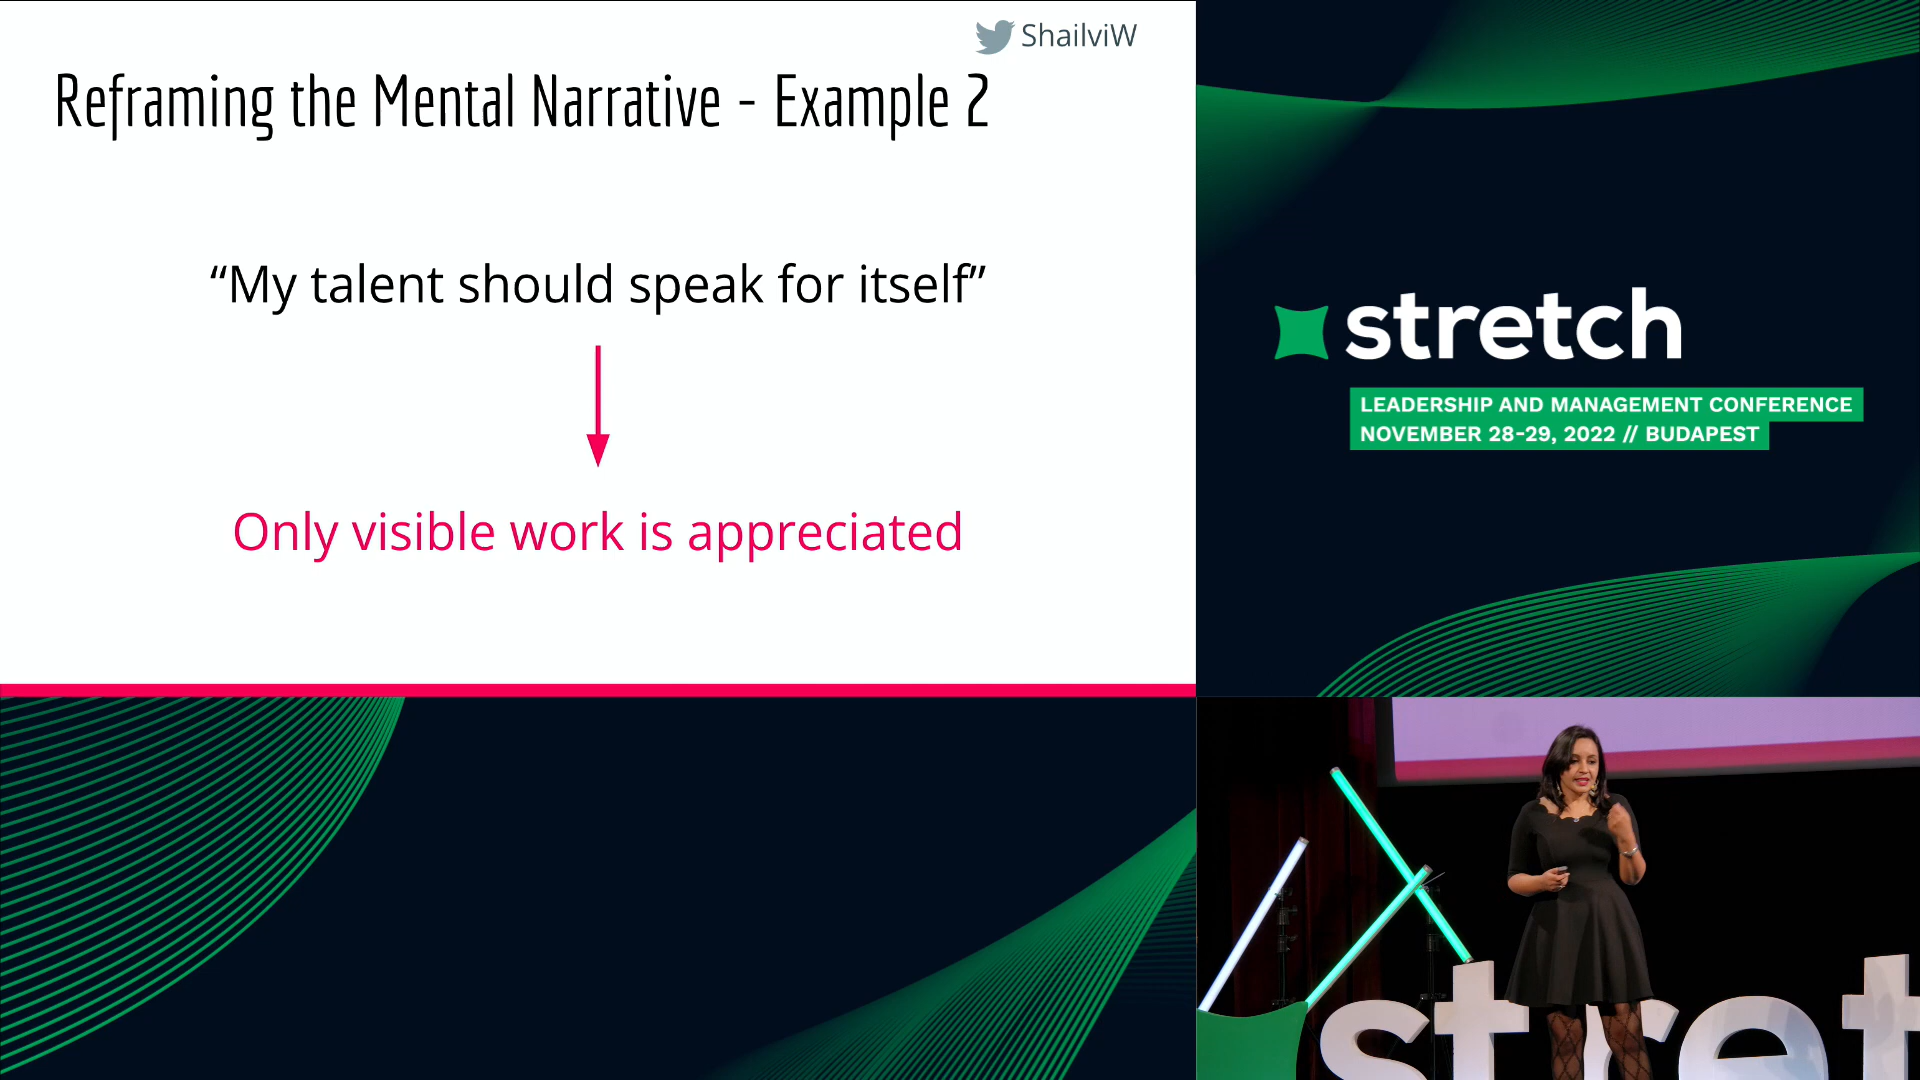 ShailviW
Reframing the Mental Narrative - Example 2
“My talent should speak for itself”
Only visible work is appreciated
stretch
LEADERSHIP AND MANAGEMENT CONFERENCE
NOVEMBER 28-29, 2022 // BUDAPEST
stret